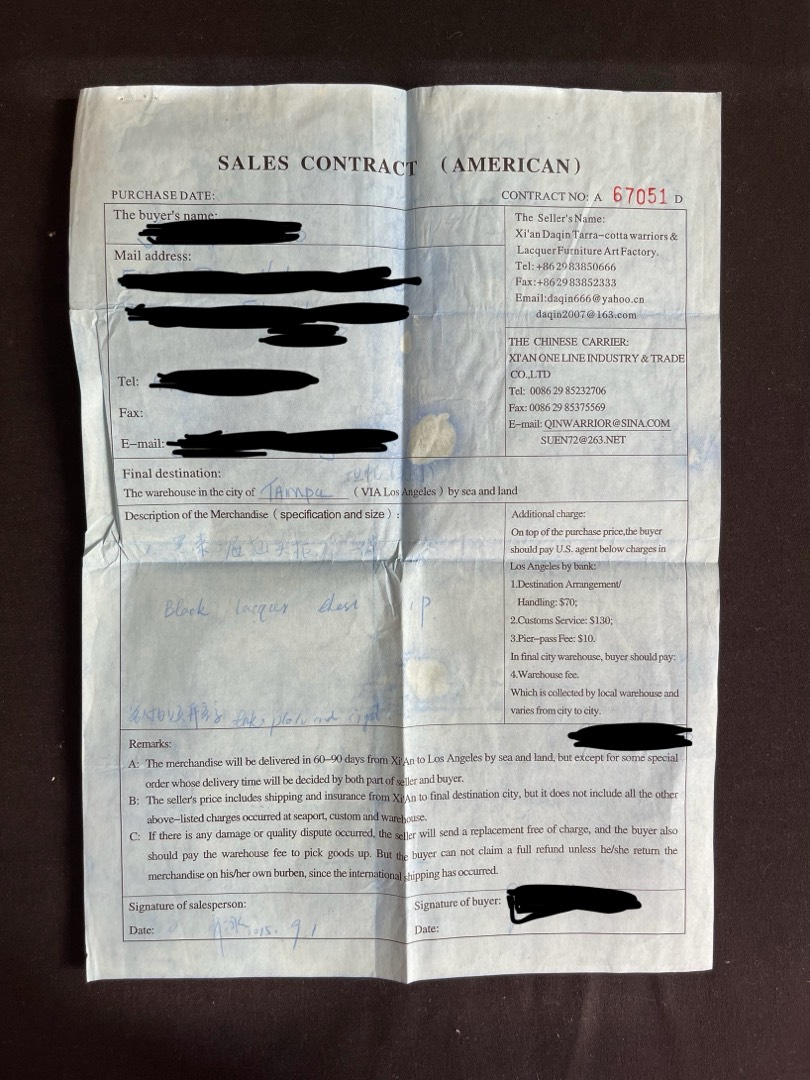 SALES CONTRACT (AMERICAN)
PURCHASE DATE:
CONTRACT NO: A 67051 D
The buyer's name:
Mail address:
Tel:
Fax:
E-mail:
The Seller's Name:
Xi'an Daqin Tarra-cotta warriors &
Lacquer Furniture Art Factory.
Tel:+862983850666
Fax:+862983852333
Email:daqin666@yahoo.cn
daqin2007@163.com
THE CHINESE CARRIER:
XI'AN ONE LINE INDUSTRY & TRADE
CO.,LTD
Tel: 0086 29 85232706
Fax: 0086 29 85375569
E-mail: QINWARRIOR@SINA.COM
SUEN72@263.NET
Final destination:
The warehouse in the city of Tampa (VIA Los Angeles) by sea and land
Description of the Merchandise (specification and size):
Black lacquer chest 1P
Additional charge:
On top of the purchase price,the buyer
should pay U.S. agent below charges in
Los Angeles by bank:
1.Destination Arrangement/
Handling: $70;
2.Customs Service: $130;
3.Pier-pass Fee: $10.
In final city warehouse, buyer should pay:
4.Warehouse fee.
Which is collected by local warehouse and
varies from city to city.
Remarks:
A: The merchandise will be delivered in 60-90 days from Xi'An to Los Angeles by sea and land, but except for some special
order whose delivery time will be decided by both part of seller and buyer.
B: The seller's price includes shipping and insurance from Xi'An to final destination city, but it does not include all the other
above-listed charges occurred at seaport, custom and warehouse.
C: If there is any damage or quality dispute occurred, the seller will send a replacement free of charge, and the buyer also
should pay the warehouse fee to pick goods up. But the buyer can not claim a full refund unless he/she return the
merchandise on his/her own burben, since the international shipping has occurred.
Signature of salesperson:
Date:
Signature of buyer:
Date: